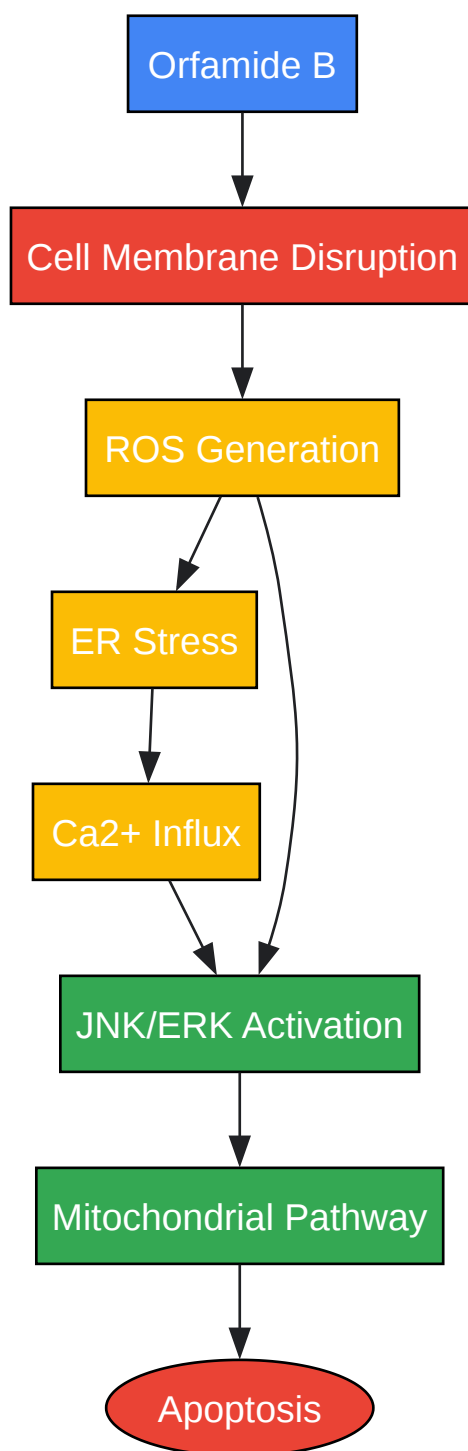 Orfamide B
Cell Membrane Disruption
ROS Generation
ER Stress
Ca2+ Influx
JNK/ERK Activation
Mitochondrial Pathway
Apoptosis